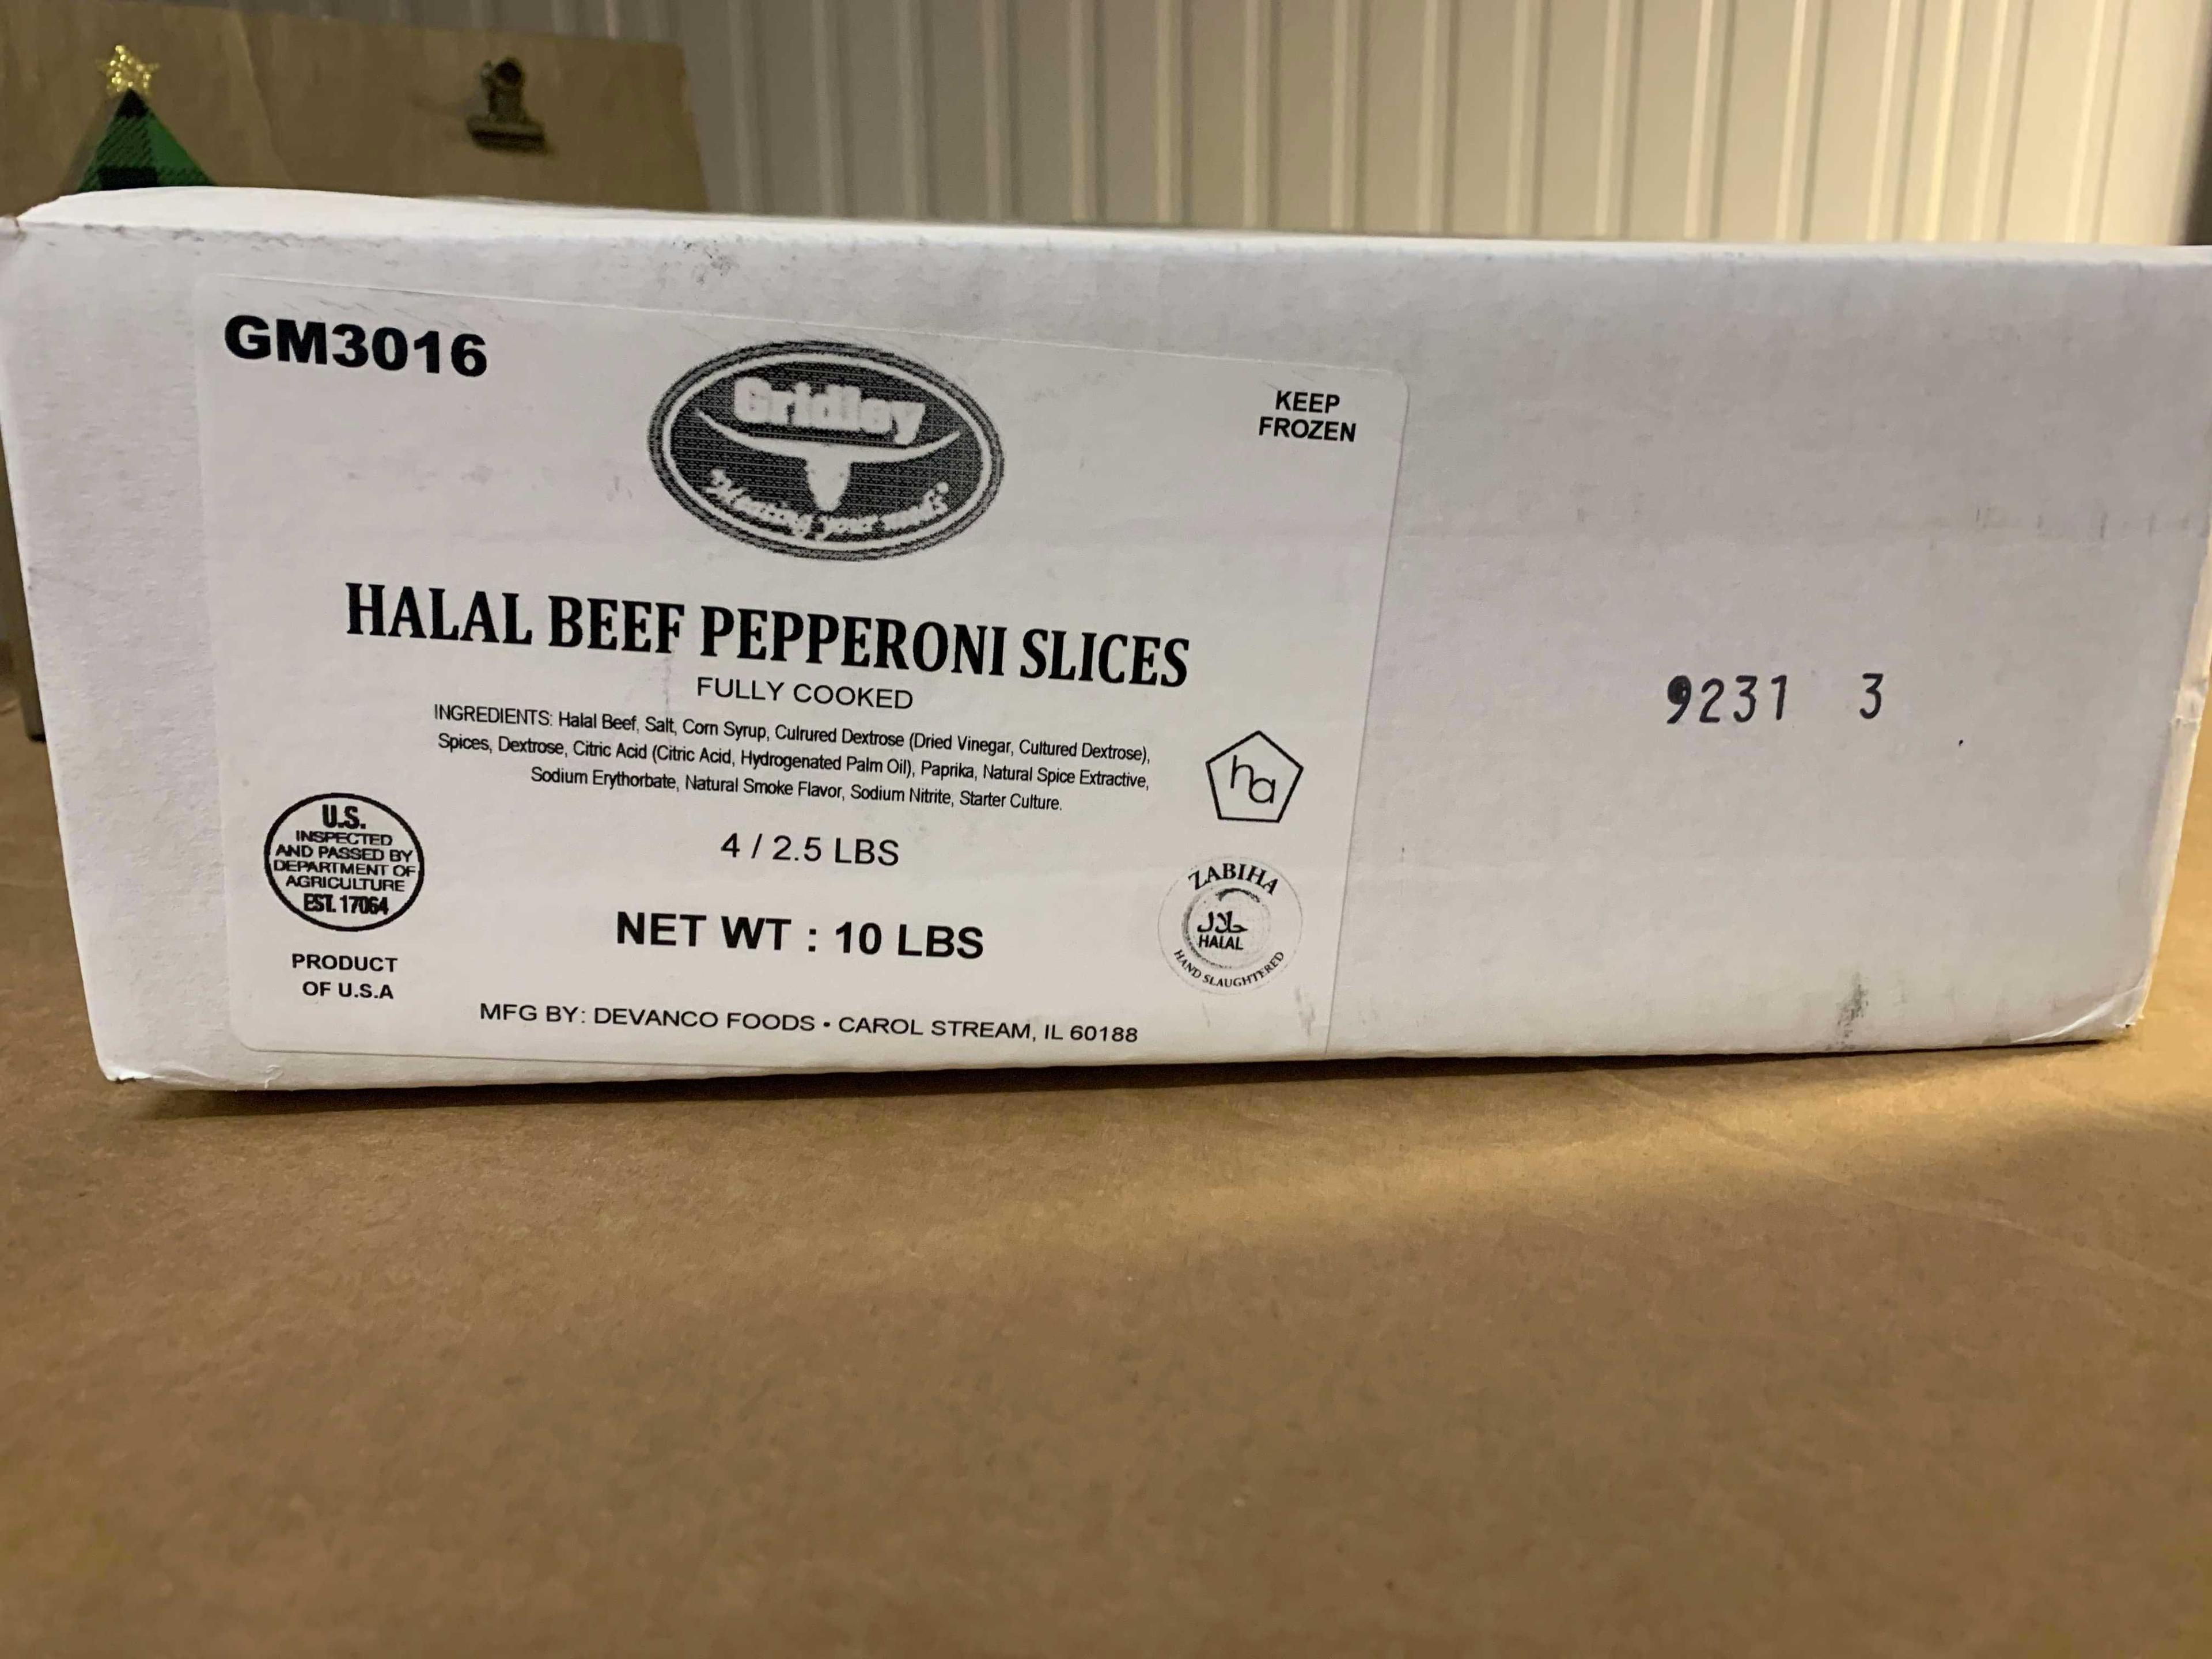 GM3016
Gridley
"Meating your needs"
KEEP
FROZEN
HALAL BEEF PEPPERONI SLICES
FULLY COOKED
INGREDIENTS: Halal Beef, Salt, Corn Syrup, Culrured Dextrose (Dried Vinegar, Cultured Dextrose),
Spices, Dextrose, Citric Acid (Citric Acid, Hydrogenated Palm Oil), Paprika, Natural Spice Extractive,
Sodium Erythorbate, Natural Smoke Flavor, Sodium Nitrite, Starter Culture.
4 / 2.5 LBS
NET WT : 10 LBS
U.S.
INSPECTED
AND PASSED BY
DEPARTMENT OF
AGRICULTURE
EST. 17064
PRODUCT
OF U.S.A
ha
ZABIHA
حلال
HALAL
HAND SLAUGHTERED
MFG BY: DEVANCO FOODS • CAROL STREAM, IL 60188
9231 3